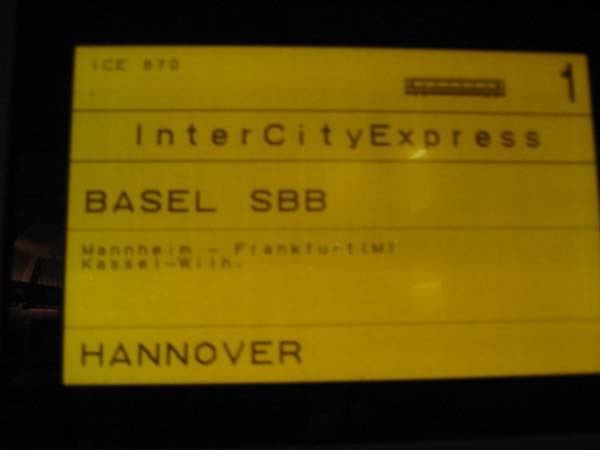 ICE 870
1
InterCityExpress
BASEL SBB
Mannheim - Frankfurt(M)
Kassel-Wilh.
HANNOVER